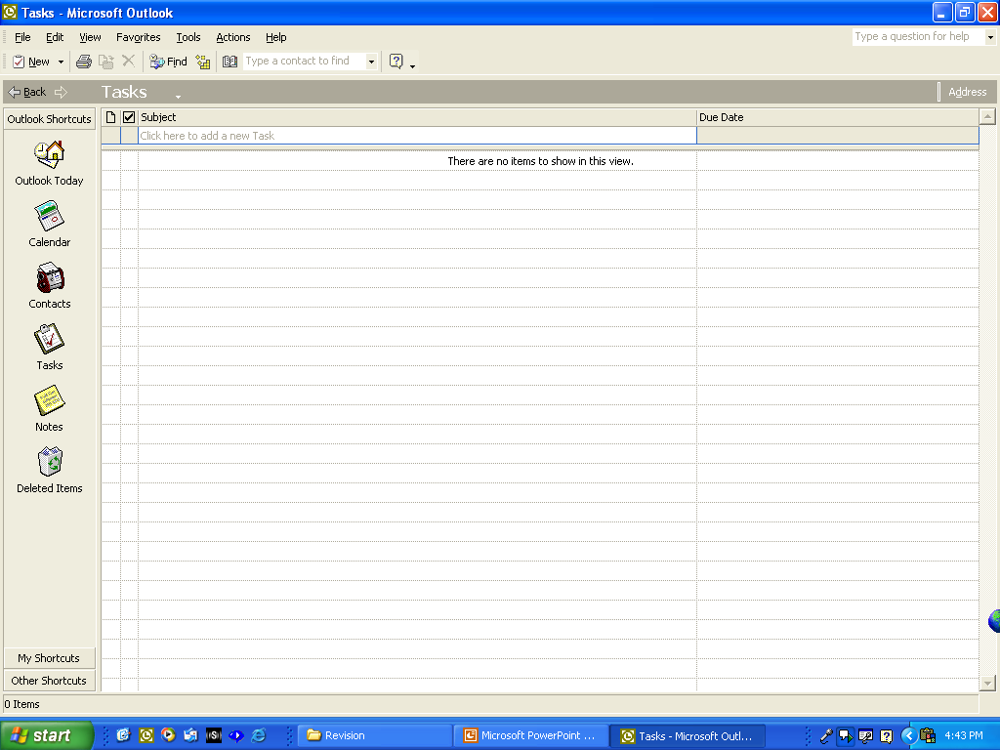 Tasks - Microsoft Outlook
File Edit View Favorites Tools Actions Help
Type a question for help
New Find Type a contact to find
Back Tasks Address
Outlook Shortcuts
Subject Due Date
Click here to add a new Task
There are no items to show in this view.
Outlook Today
Calendar
Contacts
Tasks
Notes
Deleted Items
My Shortcuts
Other Shortcuts
0 Items
start Revision Microsoft PowerPoint ... Tasks - Microsoft Outl... 4:43 PM